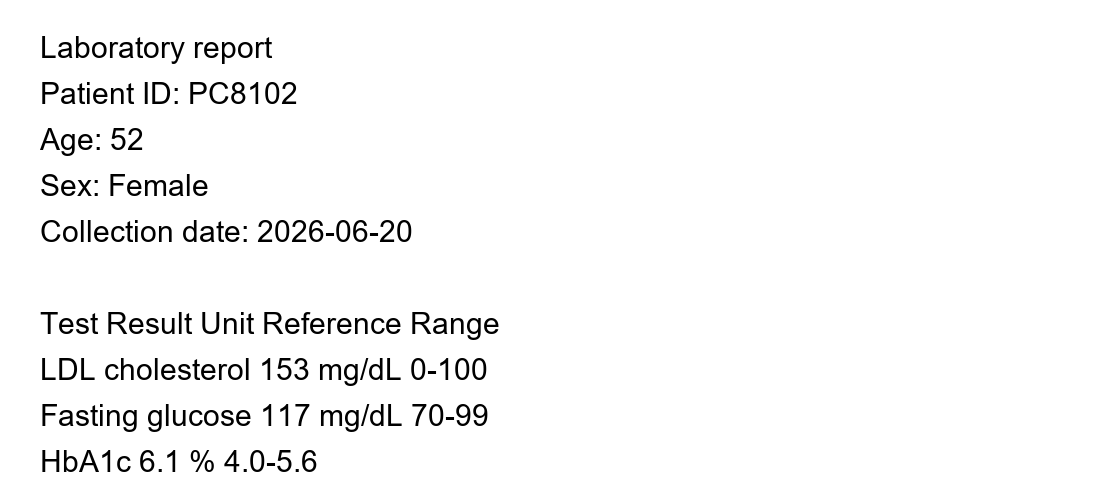 Laboratory report
Patient ID: PC8102
Age: 52
Sex: Female
Collection date: 2026-06-20
Test Result Unit Reference Range
LDL cholesterol 153 mg/dL 0-100
Fasting glucose 117 mg/dL 70-99
HbA1c 6.1 % 4.0-5.6